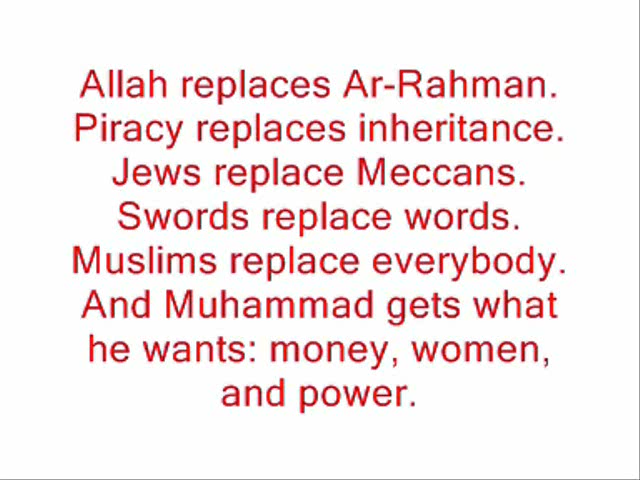 Allah replaces Ar-Rahman.
Piracy replaces inheritance.
Jews replace Meccans.
Swords replace words.
Muslims replace everybody.
And Muhammad gets what
he wants: money, women,
and power.